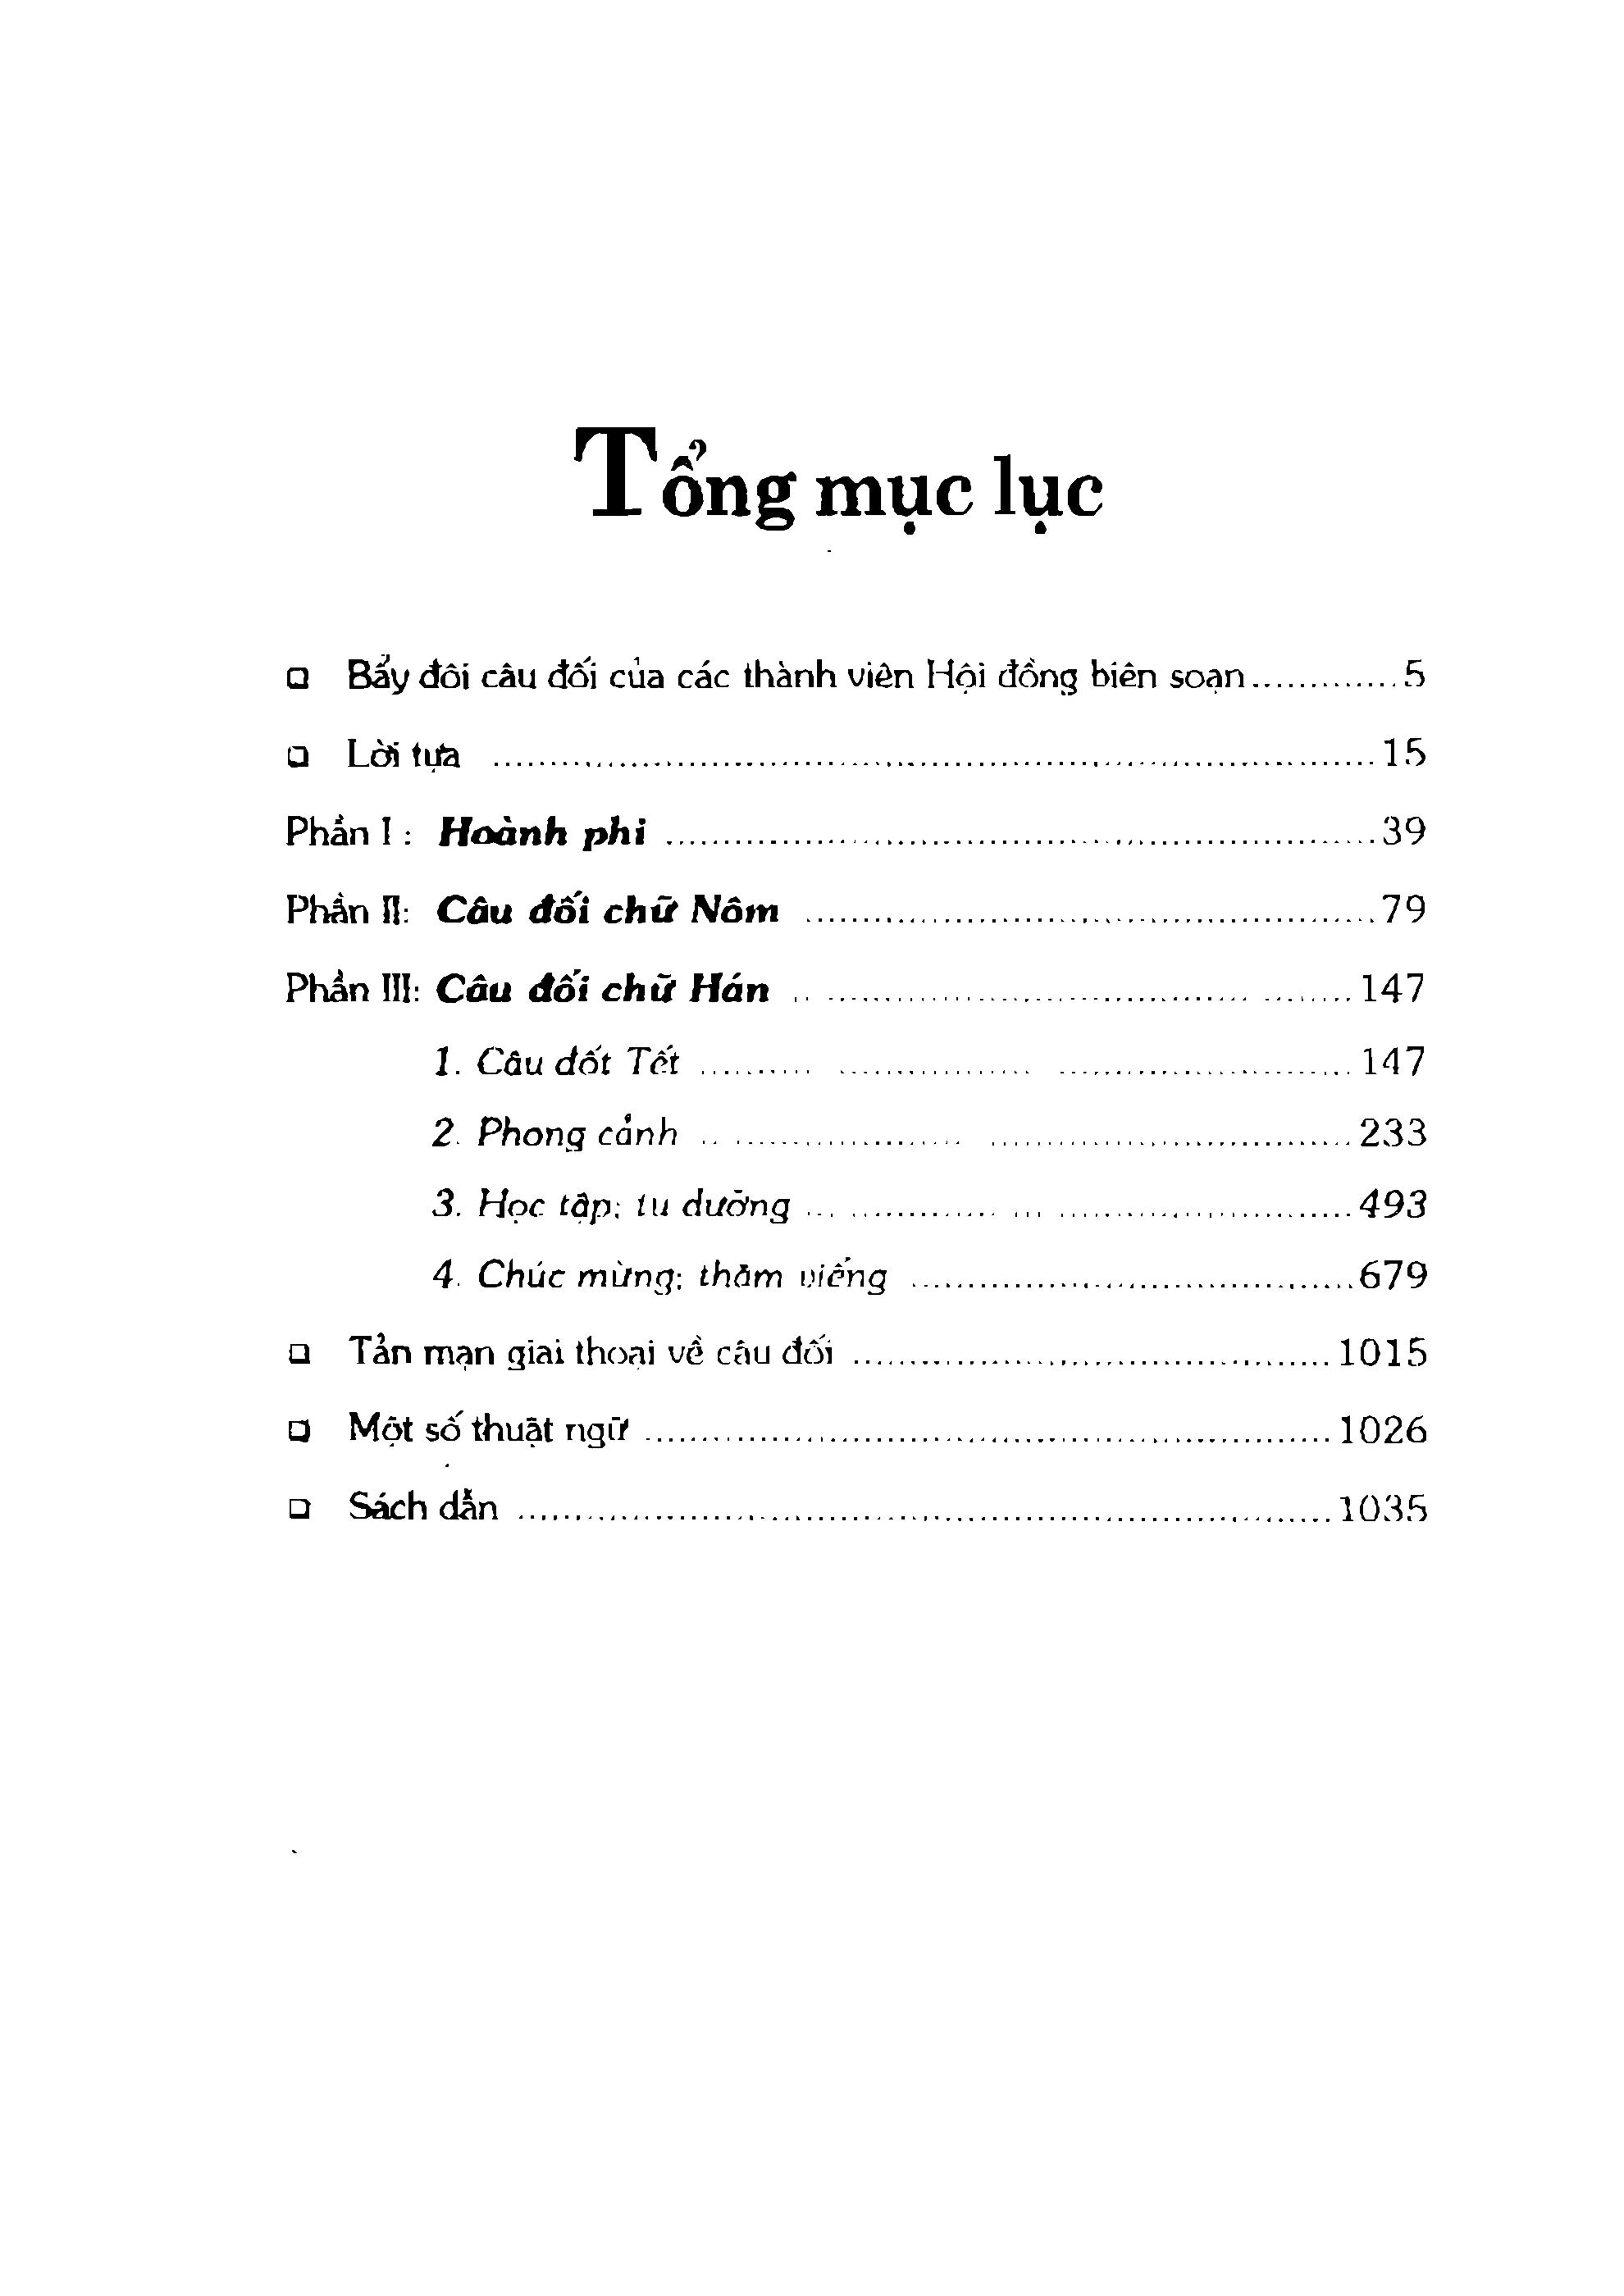 Tổng mục lục
❑ Bẩy đôi câu đối của các thành viên Hội đồng biên soạn.............5
❑ Lời tựa ..........15
Phần I : Hoành phi ..........39
Phần II: Câu đối chữ Nôm ..........79
Phần III: Câu đối chữ Hán ..........147
1. Câu đốt Tết ..........147
2. Phong cảnh ..........233
3. Học tập; tu dưỡng ..........493
4. Chúc mừng; thăm viếng ..........679
❑ Tản mạn giai thoại về câu đối ..........1015
❑ Một số thuật ngữ ..........1026
❑ Sách dẫn ..........1035